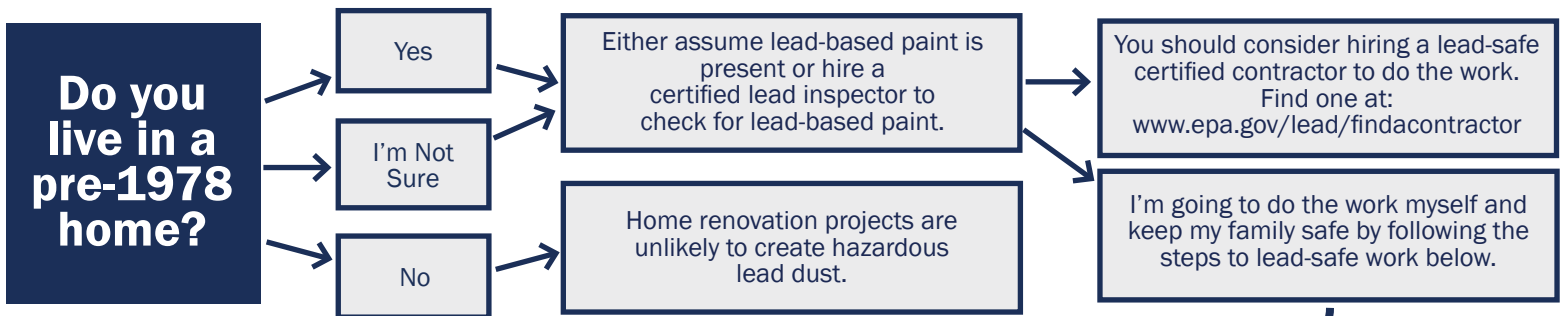 Do you
live in a
pre-1978
home?
Yes
I'm Not
Sure
No
Either assume lead-based paint is
present or hire a
certified lead inspector to
check for lead-based paint.
Home renovation projects are
unlikely to create hazardous
lead dust.
You should consider hiring a lead-safe
certified contractor to do the work.
Find one at:
www.epa.gov/lead/findacontractor
I'm going to do the work myself and
keep my family safe by following the
steps to lead-safe work below.